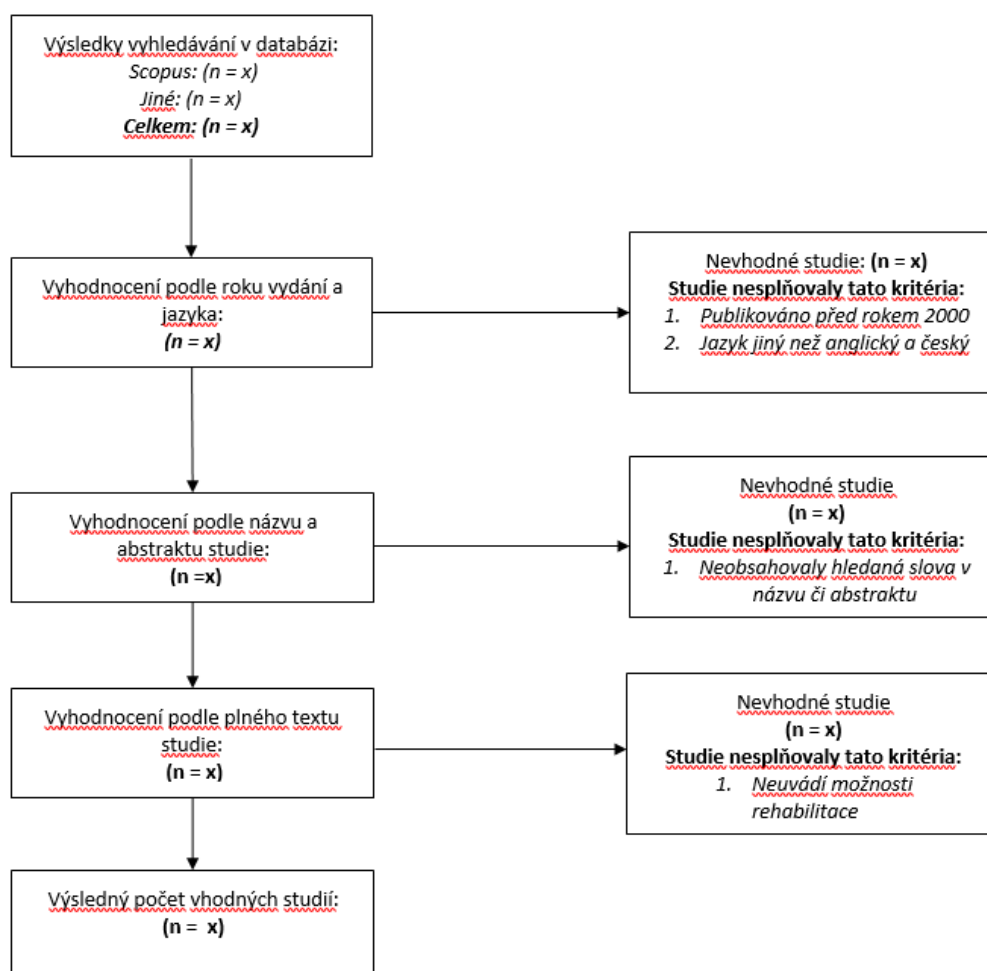 Výsledky vyhledávání v databázi:
Scopus: (n = x)
Jiné: (n = x)
Celkem: (n = x)
Vyhodnocení podle roku vydání a
jazyka:
(n = x)
Nevhodné studie: (n = x)
Studie nesplňovaly tato kritéria:
1. Publikováno před rokem 2000
2. Jazyk jiný než anglický a český
Vyhodnocení podle názvu a
abstraktu studie:
(n =x)
Nevhodné studie
(n = x)
Studie nesplňovaly tato kritéria:
1. Neobsahovaly hledaná slova v
názvu či abstraktu
Vyhodnocení podle plného textu
studie:
(n = x)
Nevhodné studie
(n = x)
Studie nesplňovaly tato kritéria:
1. Neuvádí možnosti
rehabilitace
Výsledný počet vhodných studií:
(n =  x)